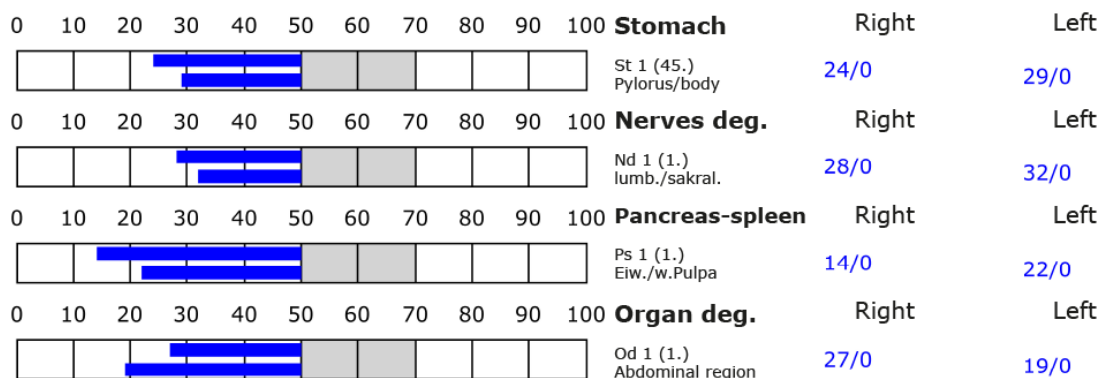 0 10 20 30 40 50 60 70 80 90 100 Stomach Right Left
St 1 (45.) 24/0 29/0
Pylorus/body
0 10 20 30 40 50 60 70 80 90 100 Nerves deg. Right Left
Nd 1 (1.) 28/0 32/0
lumb./sakral.
0 10 20 30 40 50 60 70 80 90 100 Pancreas-spleen Right Left
Ps 1 (1.) 14/0 22/0
Eiw./w.Pulpa
0 10 20 30 40 50 60 70 80 90 100 Organ deg. Right Left
Od 1 (1.) 27/0 19/0
Abdominal region